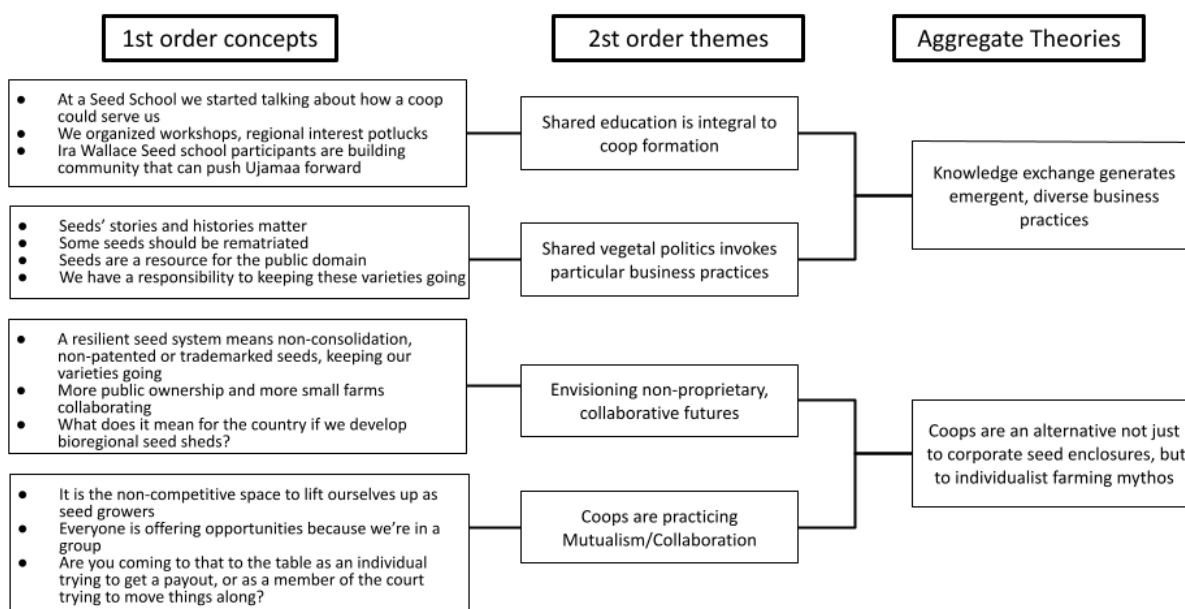 1st order concepts
2st order themes
Aggregate Theories
● At a Seed School we started talking about how a coop
could serve us
● We organized workshops, regional interest potlucks
● Ira Wallace Seed school participants are building
community that can push Ujamaa forward
Shared education is integral to
coop formation
Knowledge exchange generates
emergent, diverse business
practices
● Seeds' stories and histories matter
● Some seeds should be rematriated
● Seeds are a resource for the public domain
● We have a responsibility to keeping these varieties going
Shared vegetal politics invokes
particular business practices
● A resilient seed system means non-consolidation,
non-patented or trademarked seeds, keeping our
varieties going
● More public ownership and more small farms
collaborating
● What does it mean for the country if we develop
bioregional seed sheds?
Envisioning non-proprietary,
collaborative futures
Coops are an alternative not just
to corporate seed enclosures, but
to individualist farming mythos
● It is the non-competitive space to lift ourselves up as
seed growers
● Everyone is offering opportunities because we're in a
group
● Are you coming to that to the table as an individual
trying to get a payout, or as a member of the court
trying to move things along?
Coops are practicing
Mutualism/Collaboration